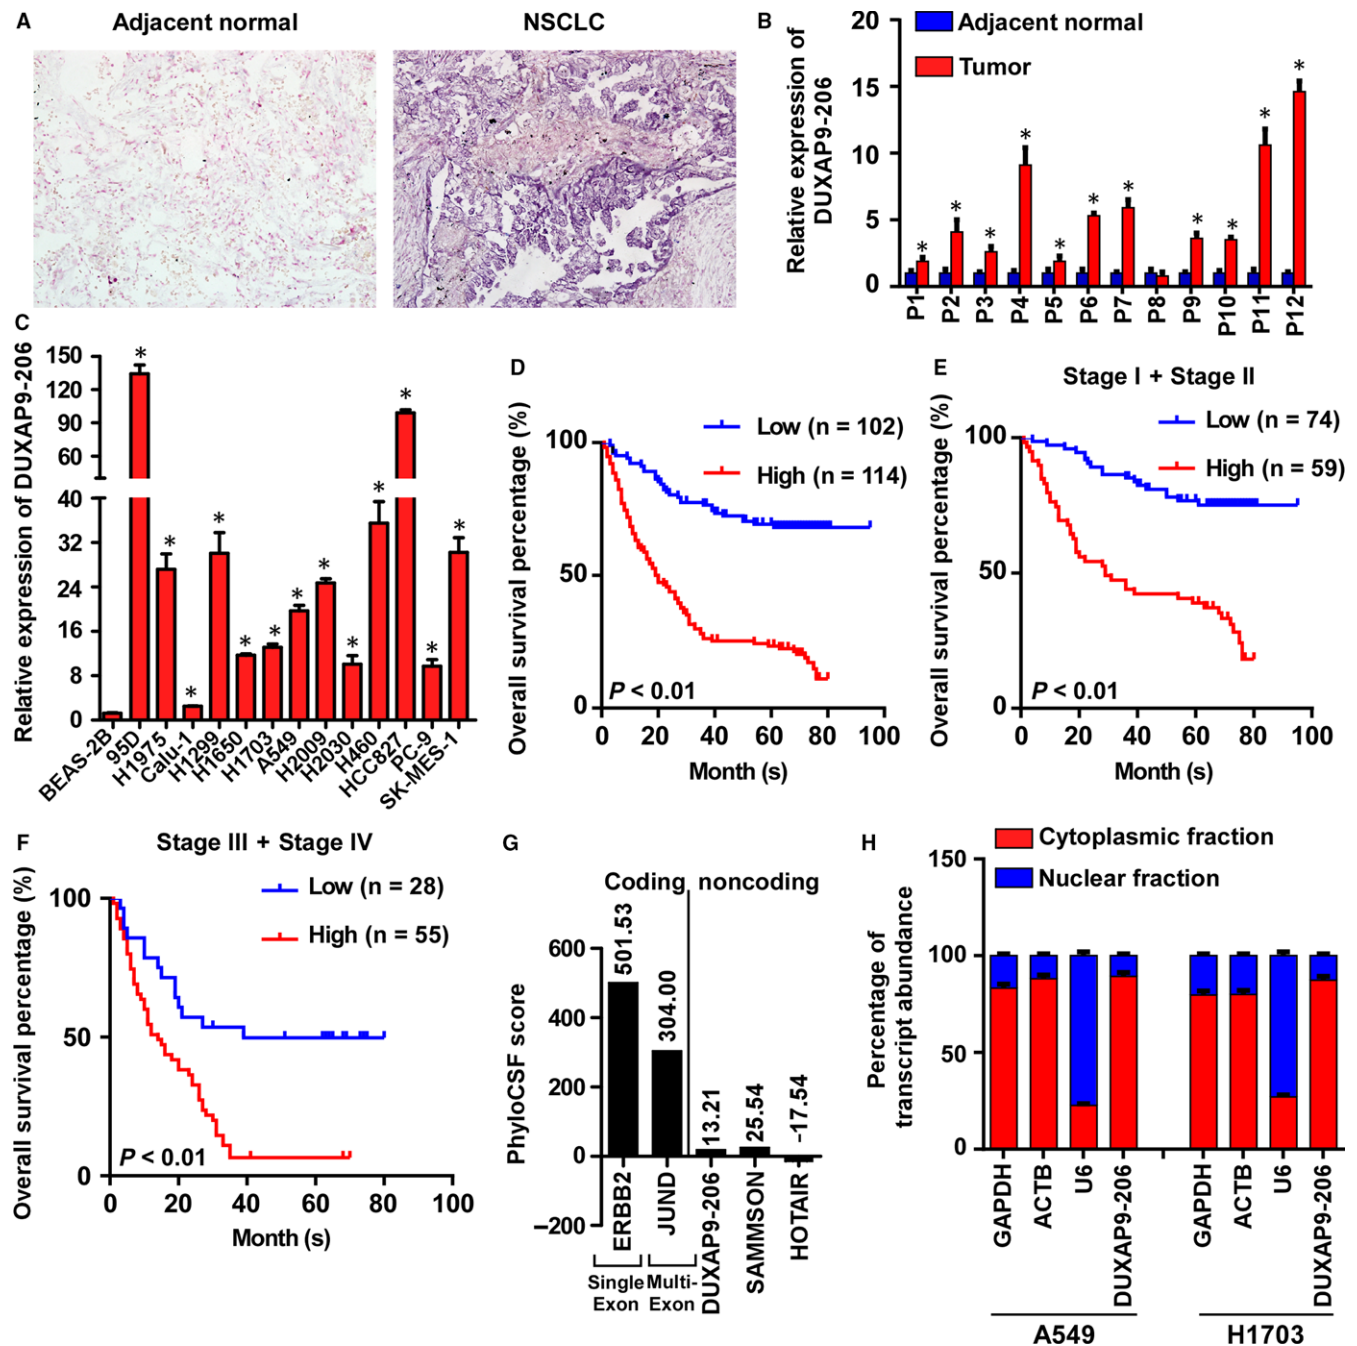 A
Adjacent normal
NSCLC
B
Relative expression of
DUXAP9-206
20
15
10
5
0
Adjacent normal
Tumor
*
*
*
*
*
*
*
*
*
*
*
P1
P2
P3
P4
P5
P6
P7
P8
P9
P10
P11
P12
C
Relative expression of DUXAP9-206
150
120
90
60
40
32
24
16
8
0
*
*
*
*
*
*
*
*
*
*
*
*
*
BEAS-2B
95D
H1975
Calu-1
H1299
H1650
H1703
A549
H2009
H2030
H460
HCC827
PC-9
SK-MES-1
D
Overall survival percentage (%)
100
50
0
Low (n = 102)
High (n = 114)
P < 0.01
0 20 40 60 80 100
Month (s)
E
Stage I + Stage II
Overall survival percentage (%)
100
50
0
Low (n = 74)
High (n = 59)
P < 0.01
0 20 40 60 80 100
Month (s)
F
Stage III + Stage IV
Overall survival percentage (%)
100
50
0
Low (n = 28)
High (n = 55)
P < 0.01
0 20 40 60 80 100
Month (s)
G
Coding noncoding
PhyloCSF score
600
400
200
0
−200
501.53
304.00
13.21
25.54
−17.54
ERBB2
JUND
DUXAP9-206
SAMMSON
HOTAIR
Single
Exon
Multi-
Exon
H
Cytoplasmic fraction
Nuclear fraction
Percentage of
transcript abundance
150
100
50
0
GAPDH
ACTB
U6
DUXAP9-206
GAPDH
ACTB
U6
DUXAP9-206
A549
H1703